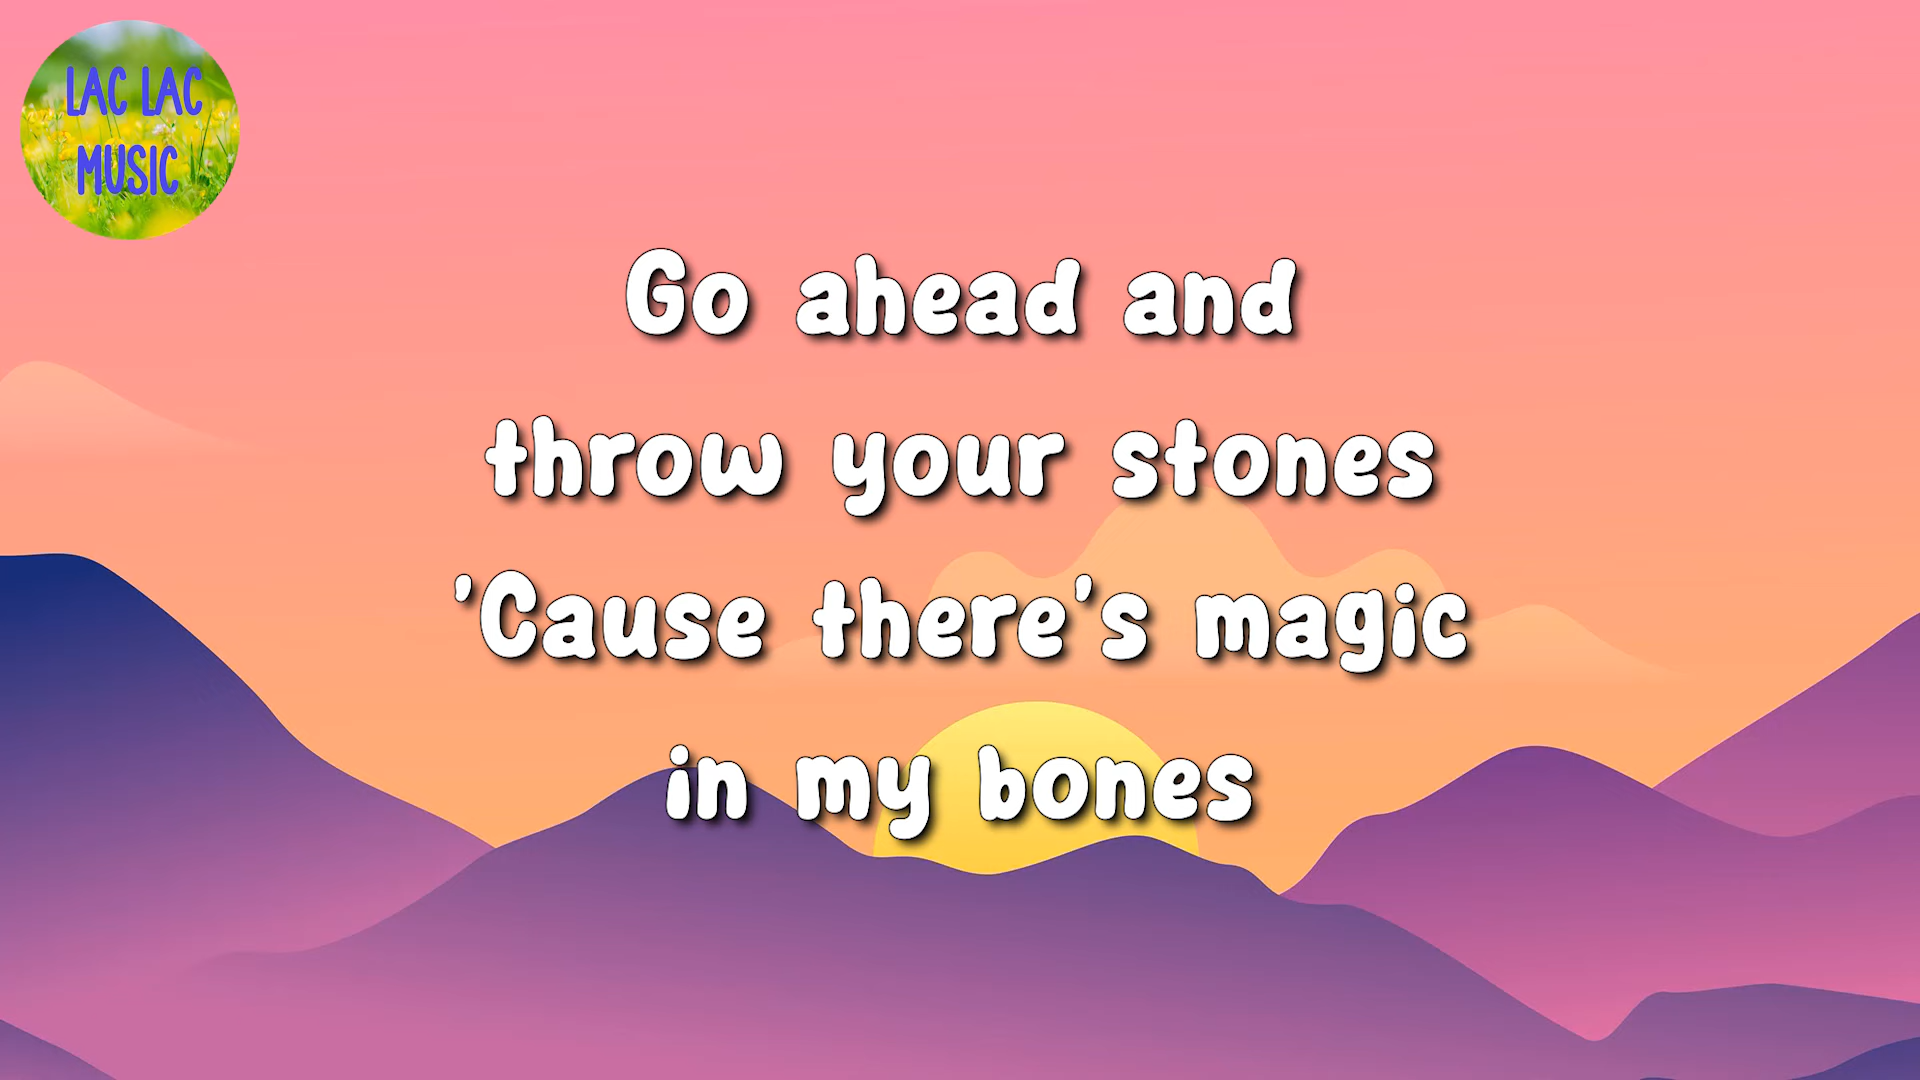 LAC LAC
MUSIC
Go ahead and
throw your stones
'Cause there's magic
in my bones